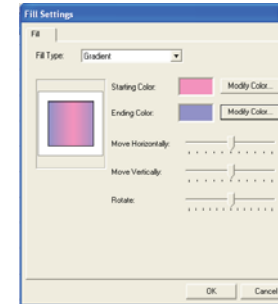 Fill Settings
Fill
Fill Type: Gradient
Starting Color: Modify Color...
Ending Color: Modify Color...
Move Horizontally:
Move Vertically:
Rotate:
OK Cancel